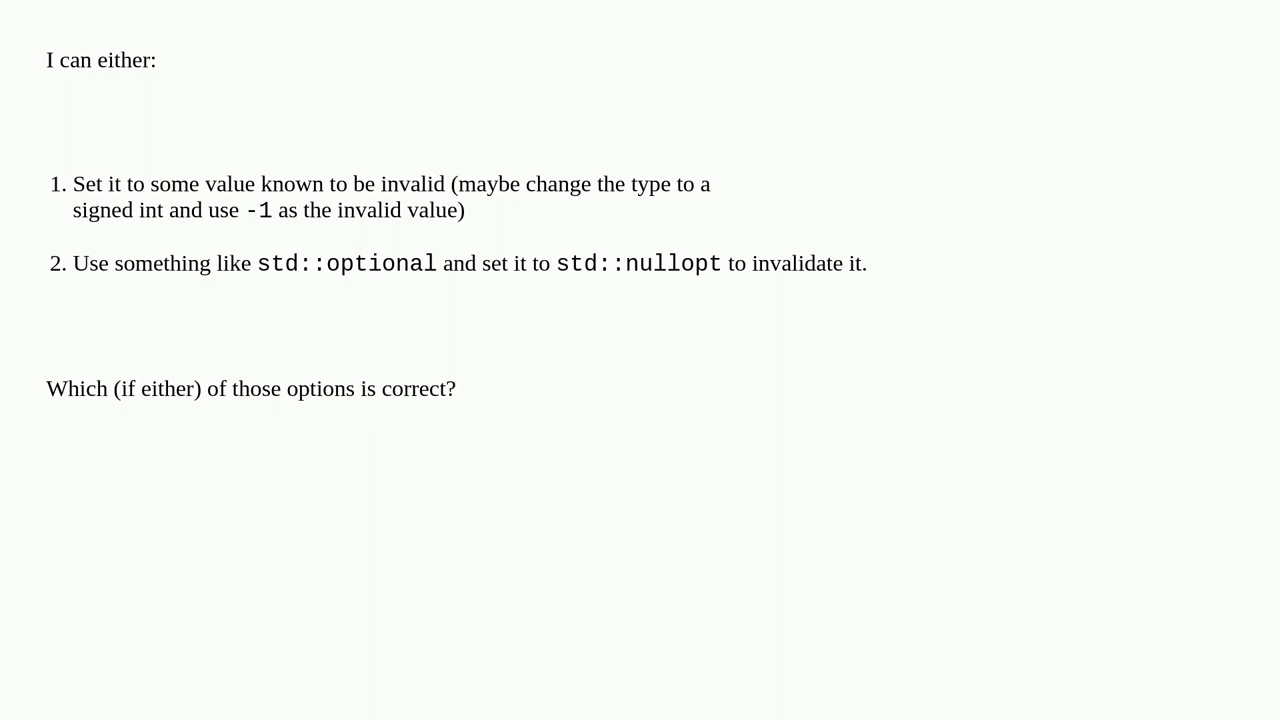 I can either:
1. Set it to some value known to be invalid (maybe change the type to a
signed int and use -1 as the invalid value)
2. Use something like std::optional and set it to std::nullopt to invalidate it.
Which (if either) of those options is correct?